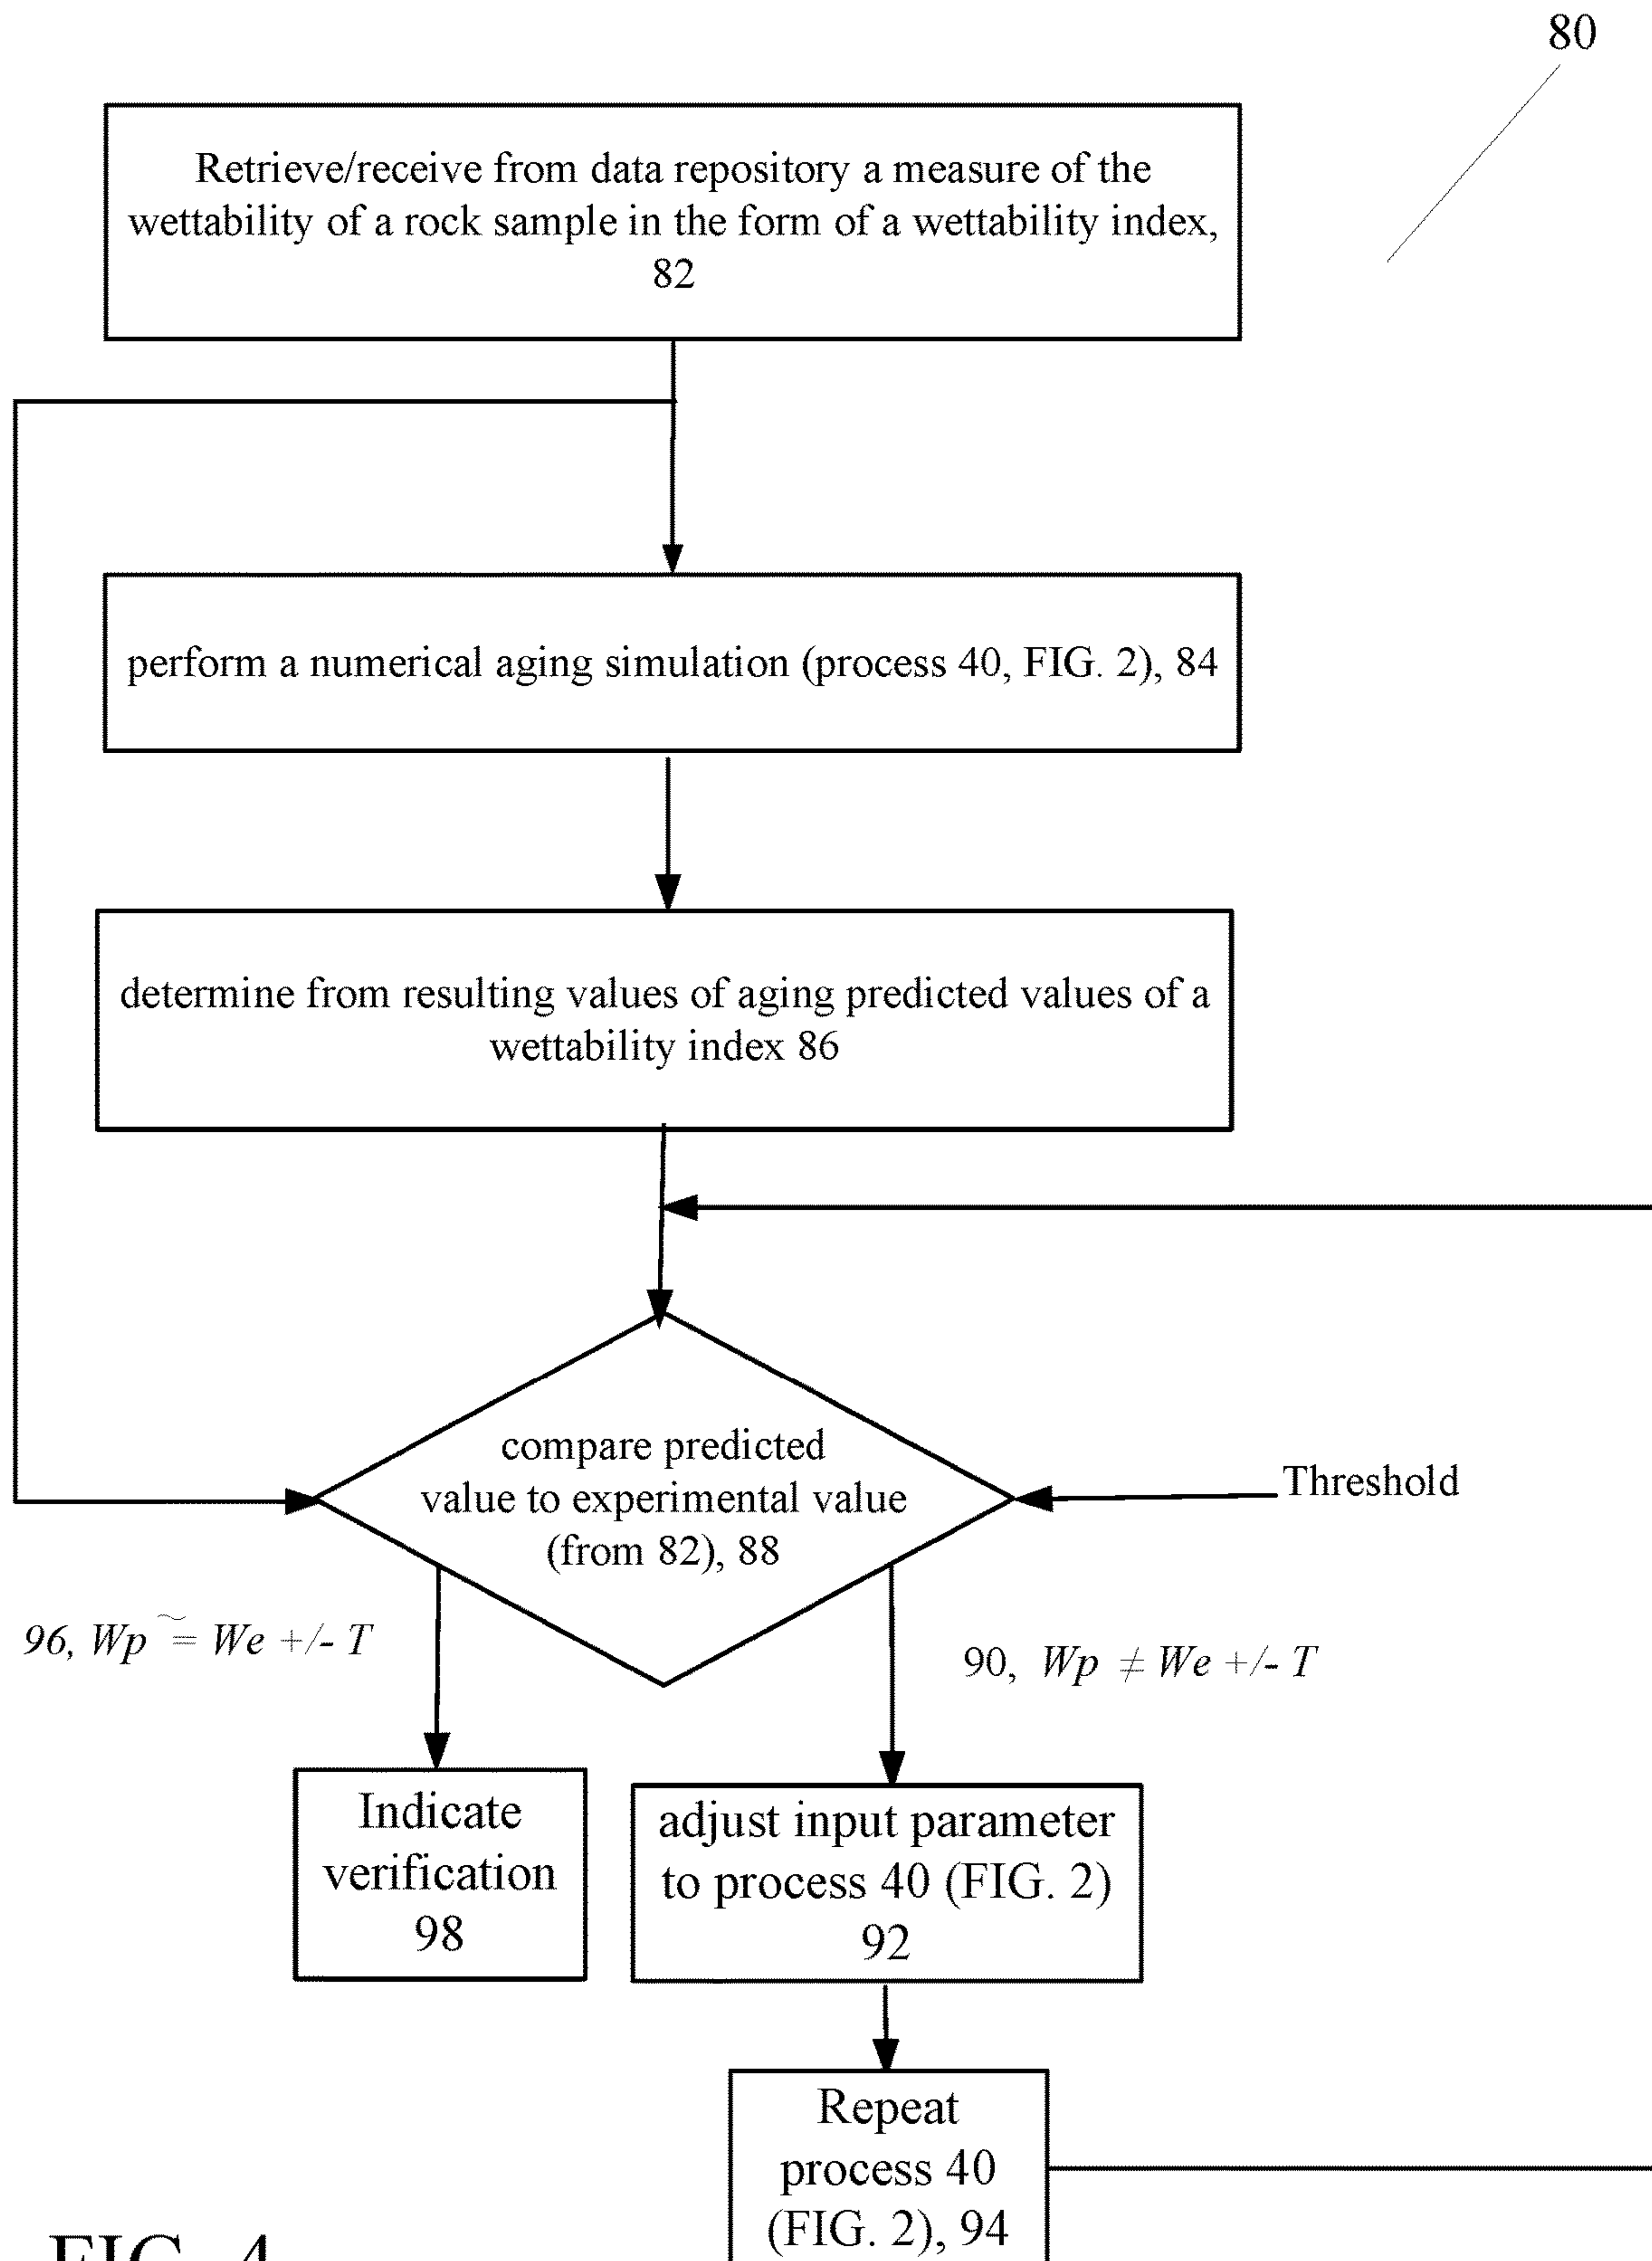 80
Retrieve/receive from data repository a measure of the
wettability of a rock sample in the form of a wettability index,
82
perform a numerical aging simulation (process 40, FIG. 2), 84
determine from resulting values of aging predicted values of a
wettability index 86
compare predicted
value to experimental value
(from 82), 88
Threshold
96, Wp ~= We +/- T
90, Wp ≠ We +/- T
Indicate
verification
98
adjust input parameter
to process 40 (FIG. 2)
92
Repeat
process 40
(FIG. 2), 94
FIG. 4